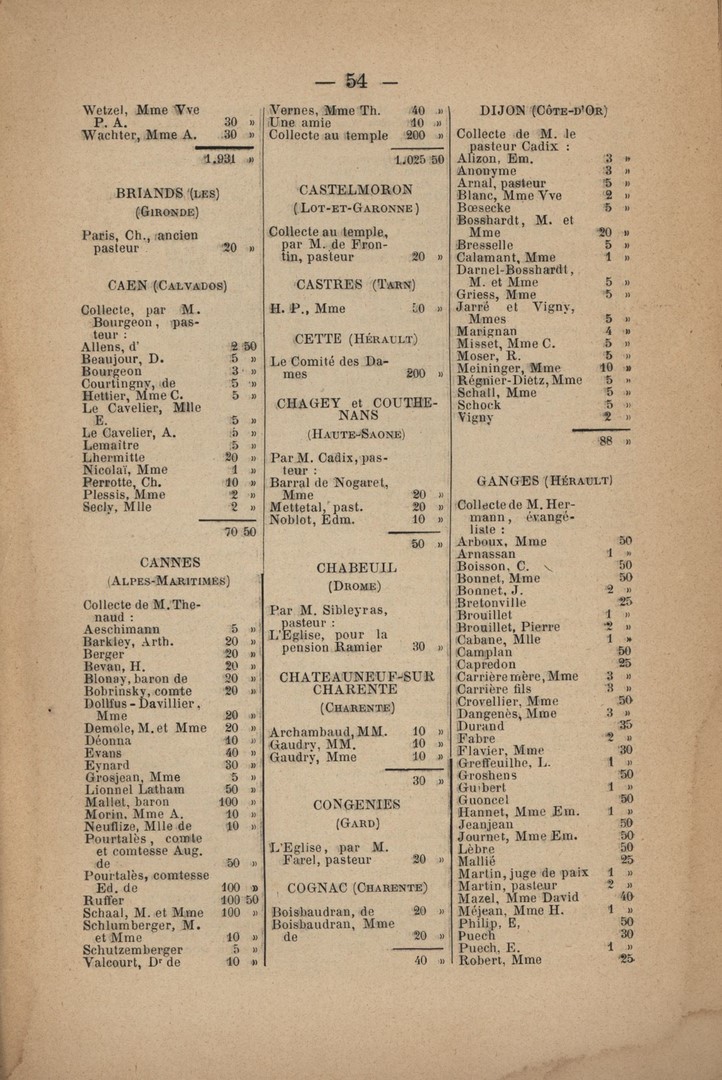 — 54 —
Wetzel, Mme Vve
P. A. 30 »
Wachter, Mme A. 30 »
1.931 »
BRIANDS (LES)
(GIRONDE)
Paris, Ch., ancien
pasteur 20 »
CAEN (CALVADOS)
Collecte, par M.
Bourgeon, pas-
teur :
Allens, d' 2 50
Beaujour, D. 5 »
Bourgeon 3 »
Courtingny, de 5 »
Hettier, Mme C. 5 »
Le Cavelier, Mlle
E. 5 »
Le Cavelier, A. 5 »
Lemaître 5 »
Lhermitte 20 »
Nicolaï, Mme 1 »
Perrotte, Ch. 10 »
Plessis, Mme 2 »
Secly, Mlle 2 »
70 50
CANNES
(ALPES-MARITIMES)
Collecte de M. The-
naud :
Aeschimann 5 »
Barkley, Arth. 20 »
Berger 20 »
Bevan, H. 20 »
Blonay, baron de 20 »
Bobrinsky, comte 20 »
Dollfus-Davillier,
Mme 20 »
Demole, M. et Mme 20 »
Déonna 10 »
Evans 40 »
Eynard 30 »
Grosjean, Mme 5 »
Lionnel Latham 50 »
Mallet, baron 100 »
Morin, Mme A. 10 »
Neuflize, Mlle de 10 »
Pourtalès, comte
et comtesse Aug.
de 50 »
Pourtalès, comtesse
Ed. de 100 »
Ruffer 100 50
Schaal, M. et Mme 100 »
Schlumberger, M.
et Mme 10 »
Schutzemberger 5 »
Valcourt, Dr de 10 »
Vernes, Mme Th. 40 »
Une amie 10 »
Collecte au temple 200 »
1.025 50
CASTELMORON
(LOT-ET-GARONNE)
Collecte au temple,
par M. de Fron-
tin, pasteur 20 »
CASTRES (TARN)
H. P., Mme 50 »
CETTE (HÉRAULT)
Le Comité des Da-
mes 200 »
CHAGEY et COUTHE-
NANS
(HAUTE-SAONE)
Par M. Cadix, pas-
teur :
Barral de Nogaret,
Mme 20 »
Mettetal, past. 20 »
Noblot, Edm. 10 »
50 »
CHABEUIL
(DROME)
Par M. Sibleyras,
pasteur :
L'Eglise, pour la
pension Ramier 30 »
CHATEAUNEUF-SUR
CHARENTE
(CHARENTE)
Archambaud, MM. 10 »
Gaudry, MM. 10 »
Gaudry, Mme 10 »
30 »
CONGENIES
(GARD)
L'Eglise, par M.
Farel, pasteur 20 »
COGNAC (CHARENTE)
Boisbaudran, de 20 »
Boisbaudran, Mme
de 20 »
40 »
DIJON (CÔTE-D'OR)
Collecte de M. le
pasteur Cadix :
Alizon, Em. 3 »
Anonyme 3 »
Arnal, pasteur 5 »
Blanc, Mme Vve 2 »
Bœsecke 5 »
Bosshardt, M. et
Mme 20 »
Bresselle 5 »
Calamant, Mme 1 »
Darnel-Bosshardt,
M. et Mme 5 »
Griess, Mme 5 »
Jarré et Vigny,
Mmes 5 »
Marignan 4 »
Misset, Mme C. 5 »
Moser, R. 5 »
Meininger, Mme 10 »
Régnier-Dietz, Mme 5 »
Schall, Mme 5 »
Schock 5 »
Vigny 2 »
88 »
GANGES (HÉRAULT)
Collecte de M. Her-
mann, évangé-
liste :
Arboux, Mme 50
Arnassan 1 »
Boisson, C. 50
Bonnet, Mme 50
Bonnet, J. 2 »
Bretonville 25
Brouillet 1 »
Brouillet, Pierre 2 »
Cabane, Mlle 1 »
Camplan 50
Capredon 25
Carrière mère, Mme 3 »
Carrière fils 3 »
Crovellier, Mme 50
Dangenès, Mme 3 »
Durand 35
Fabre 2 »
Flavier, Mme 30
Greffeuilhe, L. 1 »
Groshens 50
Guibert 1 »
Guoncel 50
Hannet, Mme Em. 1 »
Jeanjean 50
Journet, Mme Em. 50
Lèbre 50
Mallié 25
Martin, juge de paix 1 »
Martin, pasteur 2 »
Mazel, Mme David 40
Méjean, Mme H. 1 »
Philip, E, 50
Puech 30
Puech, E. 1 »
Robert, Mme 25